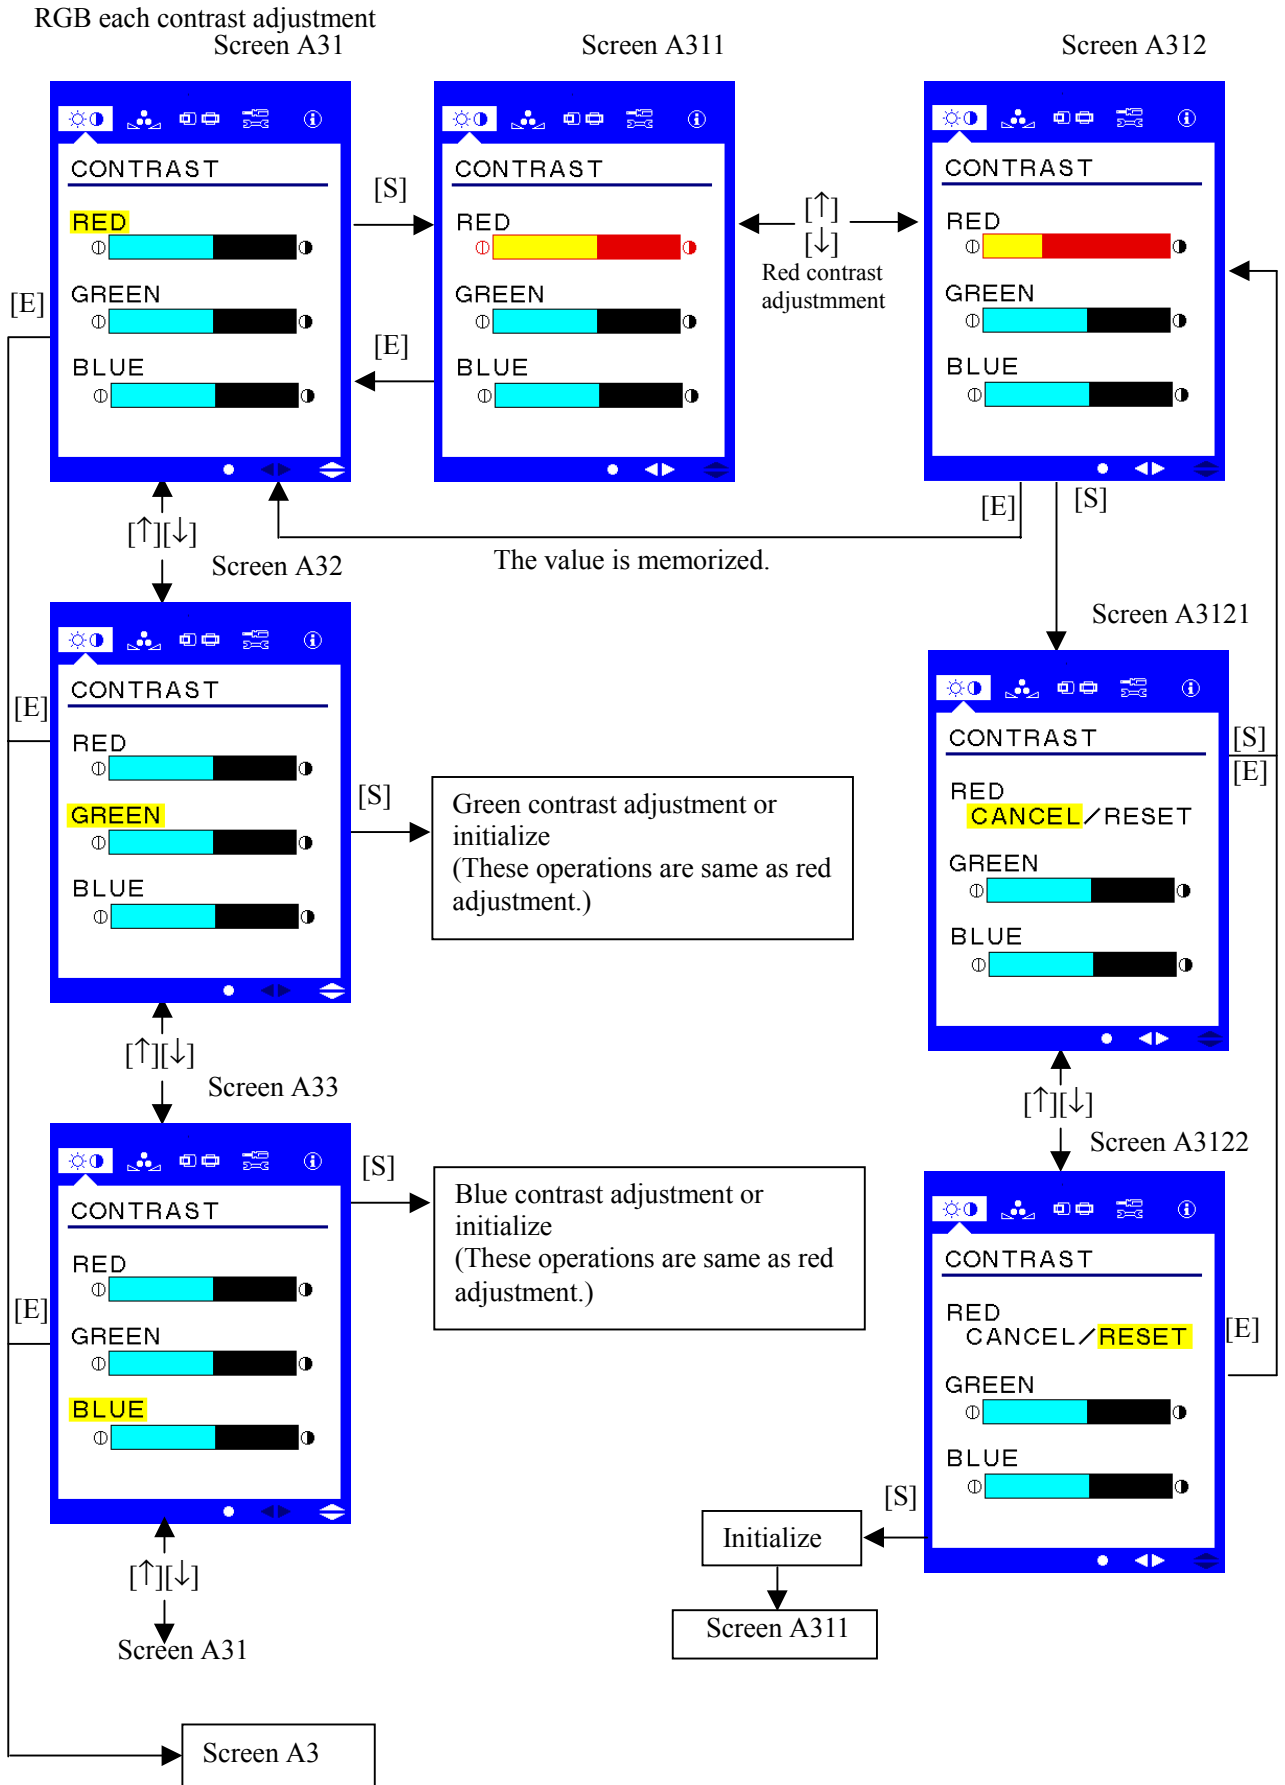 RGB each contrast adjustment
Screen A31
Screen A311
Screen A312
CONTRAST
RED
GREEN
BLUE
[S]
[E]
[E]
CONTRAST
RED
GREEN
BLUE
[↑]
[↓]
Red contrast
adjustmment
CONTRAST
RED
GREEN
BLUE
[E]
[S]
The value is memorized.
[↑][↓]
Screen A32
CONTRAST
RED
GREEN
BLUE
[E]
[S]
Green contrast adjustment or
initialize
(These operations are same as red
adjustment.)
Screen A3121
CONTRAST
RED
CANCEL/RESET
GREEN
BLUE
[S]
[E]
[↑][↓]
Screen A33
CONTRAST
RED
GREEN
BLUE
[E]
[S]
Blue contrast adjustment or
initialize
(These operations are same as red
adjustment.)
[↑][↓]
Screen A3122
CONTRAST
RED
CANCEL/RESET
GREEN
BLUE
[E]
[S]
Initialize
Screen A311
[↑][↓]
Screen A31
Screen A3